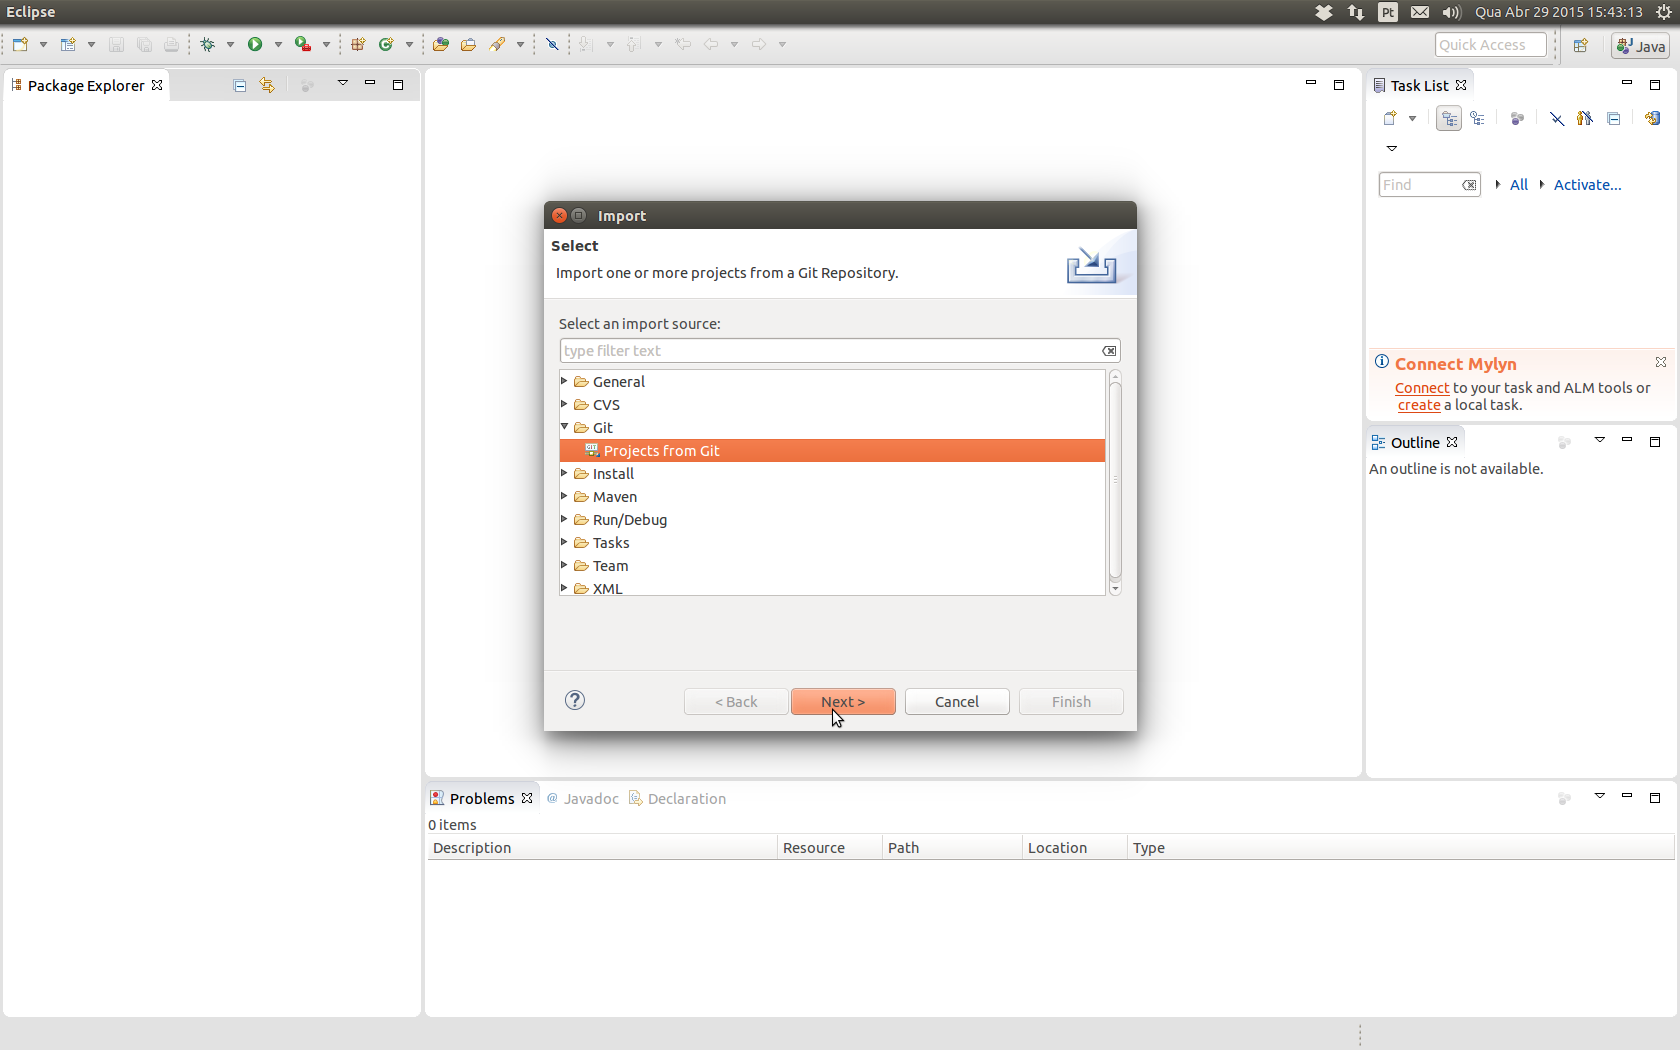 Eclipse
Pt
Qua Abr 29 2015 15:43:13
Quick Access
Java
Package Explorer
Task List
Find
All
Activate...
Import
Select
Import one or more projects from a Git Repository.
Select an import source:
type filter text
General
CVS
Git
GIT
Projects from Git
Install
Maven
Run/Debug
Tasks
Team
XML
< Back
Next >
Cancel
Finish
Connect Mylyn
Connect to your task and ALM tools or
create a local task.
Outline
An outline is not available.
Problems
@ Javadoc
Declaration
0 items
Description
Resource
Path
Location
Type